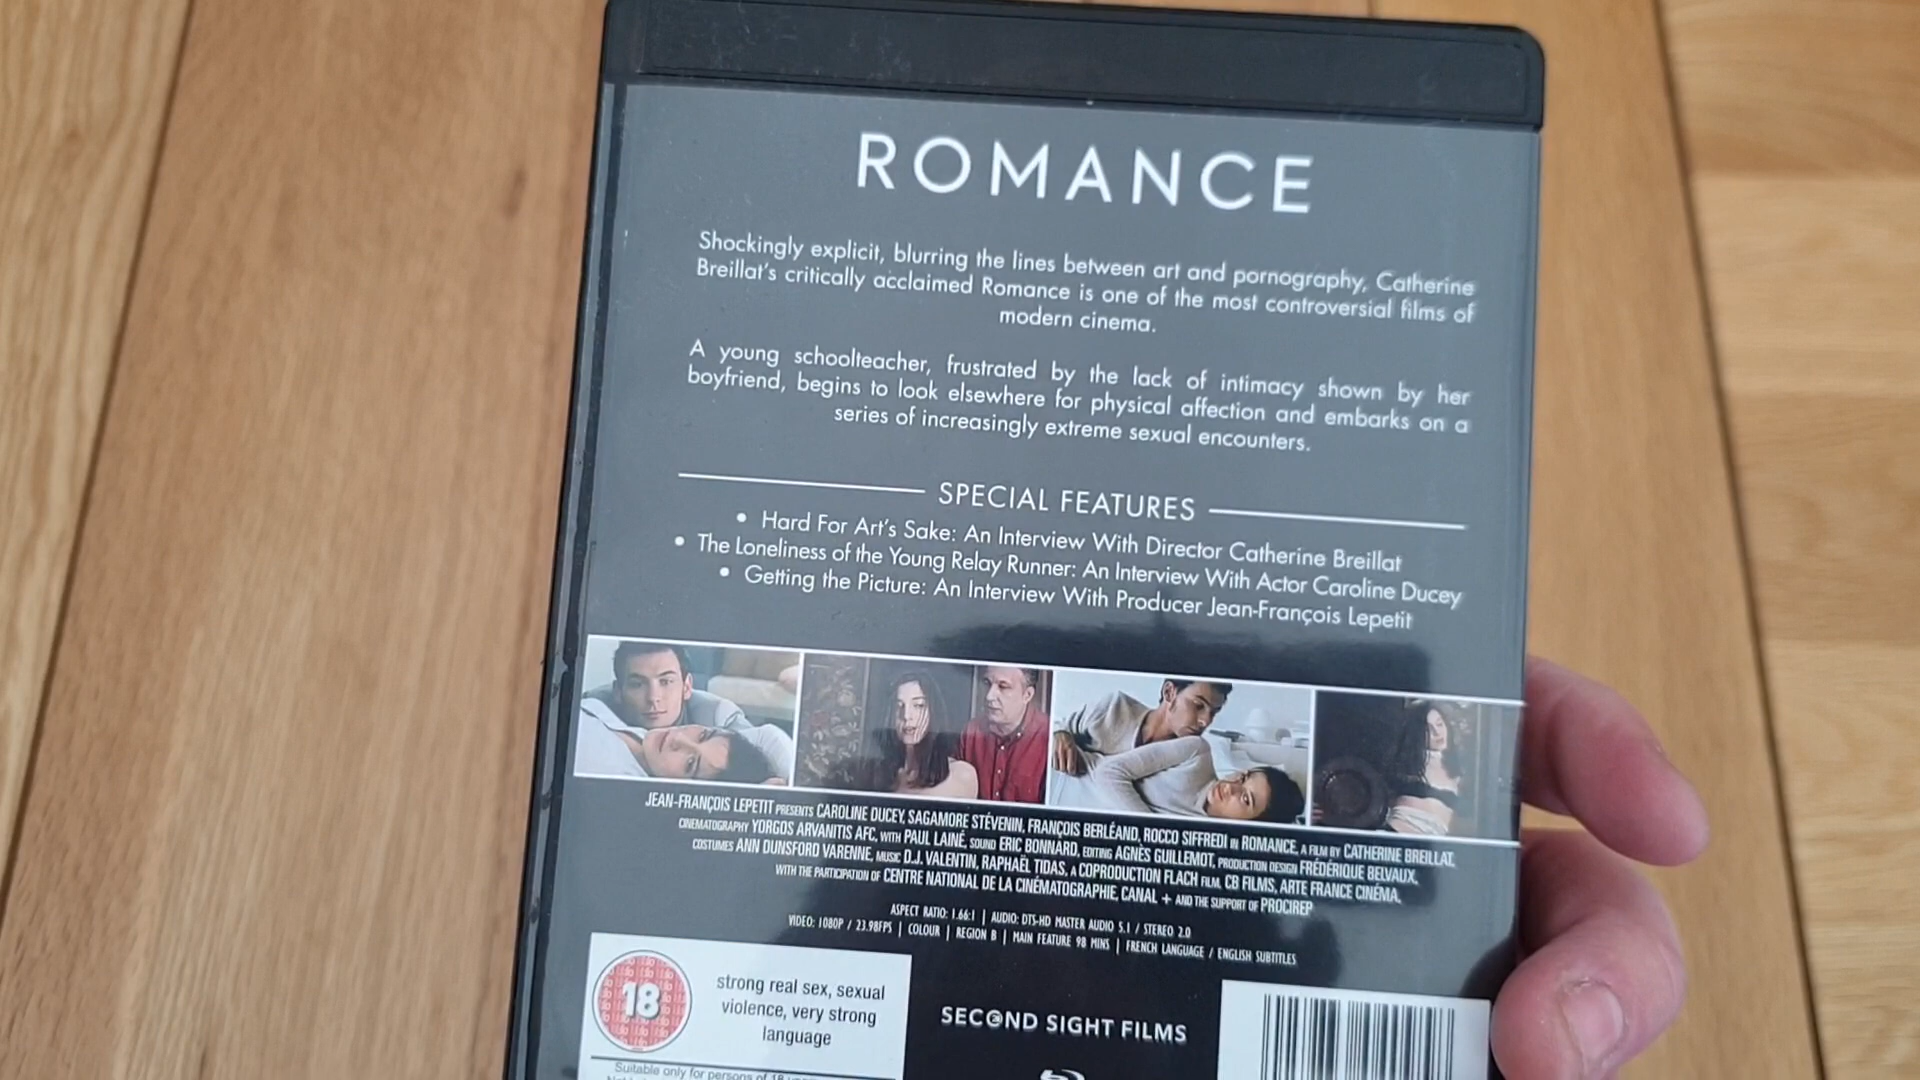 ROMANCE
Shockingly explicit, blurring the lines between art and pornography, Catherine
Breillat's critically acclaimed Romance is one of the most controversial films of
modern cinema.
A young schoolteacher, frustrated by the lack of intimacy shown by her
boyfriend, begins to look elsewhere for physical affection and embarks on a
series of increasingly extreme sexual encounters.
SPECIAL FEATURES
• Hard For Art's Sake: An Interview With Director Catherine Breillat
• The Loneliness of the Young Relay Runner: An Interview With Actor Caroline Ducey
• Getting the Picture: An Interview With Producer Jean-François Lepetit
JEAN-FRANÇOIS LEPETIT PRESENTS CAROLINE DUCEY, SAGAMORE STÉVENIN, FRANÇOIS BERLÉAND, ROCCO SIFFREDI IN ROMANCE, A FILM BY CATHERINE BREILLAT,
CINEMATOGRAPHY YORGOS ARVANITIS AFC, WITH PAUL LAINÉ, SOUND ERIC BONNARD, EDITING AGNÈS GUILLEMOT, PRODUCTION DESIGN FRÉDÉRIQUE BELVAUX,
COSTUMES ANN DUNSFORD VARENNE, MUSIC D.J. VALENTIN, RAPHAËL TIDAS, A COPRODUCTION FLACH FILM, CB FILMS, ARTE FRANCE CINÉMA,
WITH THE PARTICIPATION OF CENTRE NATIONAL DE LA CINÉMATOGRAPHIE, CANAL + AND THE SUPPORT OF PROCIREP
ASPECT RATIO: 1.66:1 | AUDIO: DTS-HD MASTER AUDIO 5.1 / STEREO 2.0
VIDEO: 1080P / 23.98FPS | COLOUR | REGION B | MAIN FEATURE 98 MINS | FRENCH LANGUAGE / ENGLISH SUBTITLES
18
strong real sex, sexual
violence, very strong
language
Suitable only for persons of 18
SECOND SIGHT FILMS